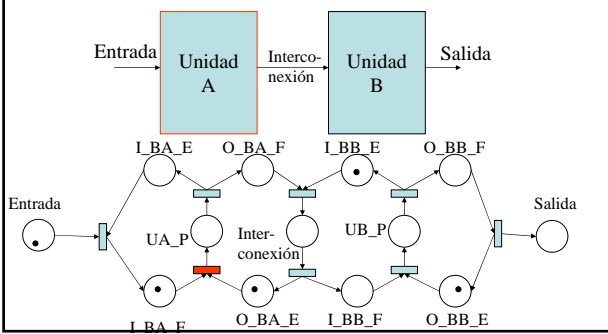 Entrada
Unidad
A
Interco-
nexión
Unidad
B
Salida
I_BA_E
O_BA_F
I_BB_E
O_BB_F
Entrada
UA_P
Inter-
conexión
UB_P
Salida
I_BA_F
O_BA_E
I_BB_F
O_BB_E